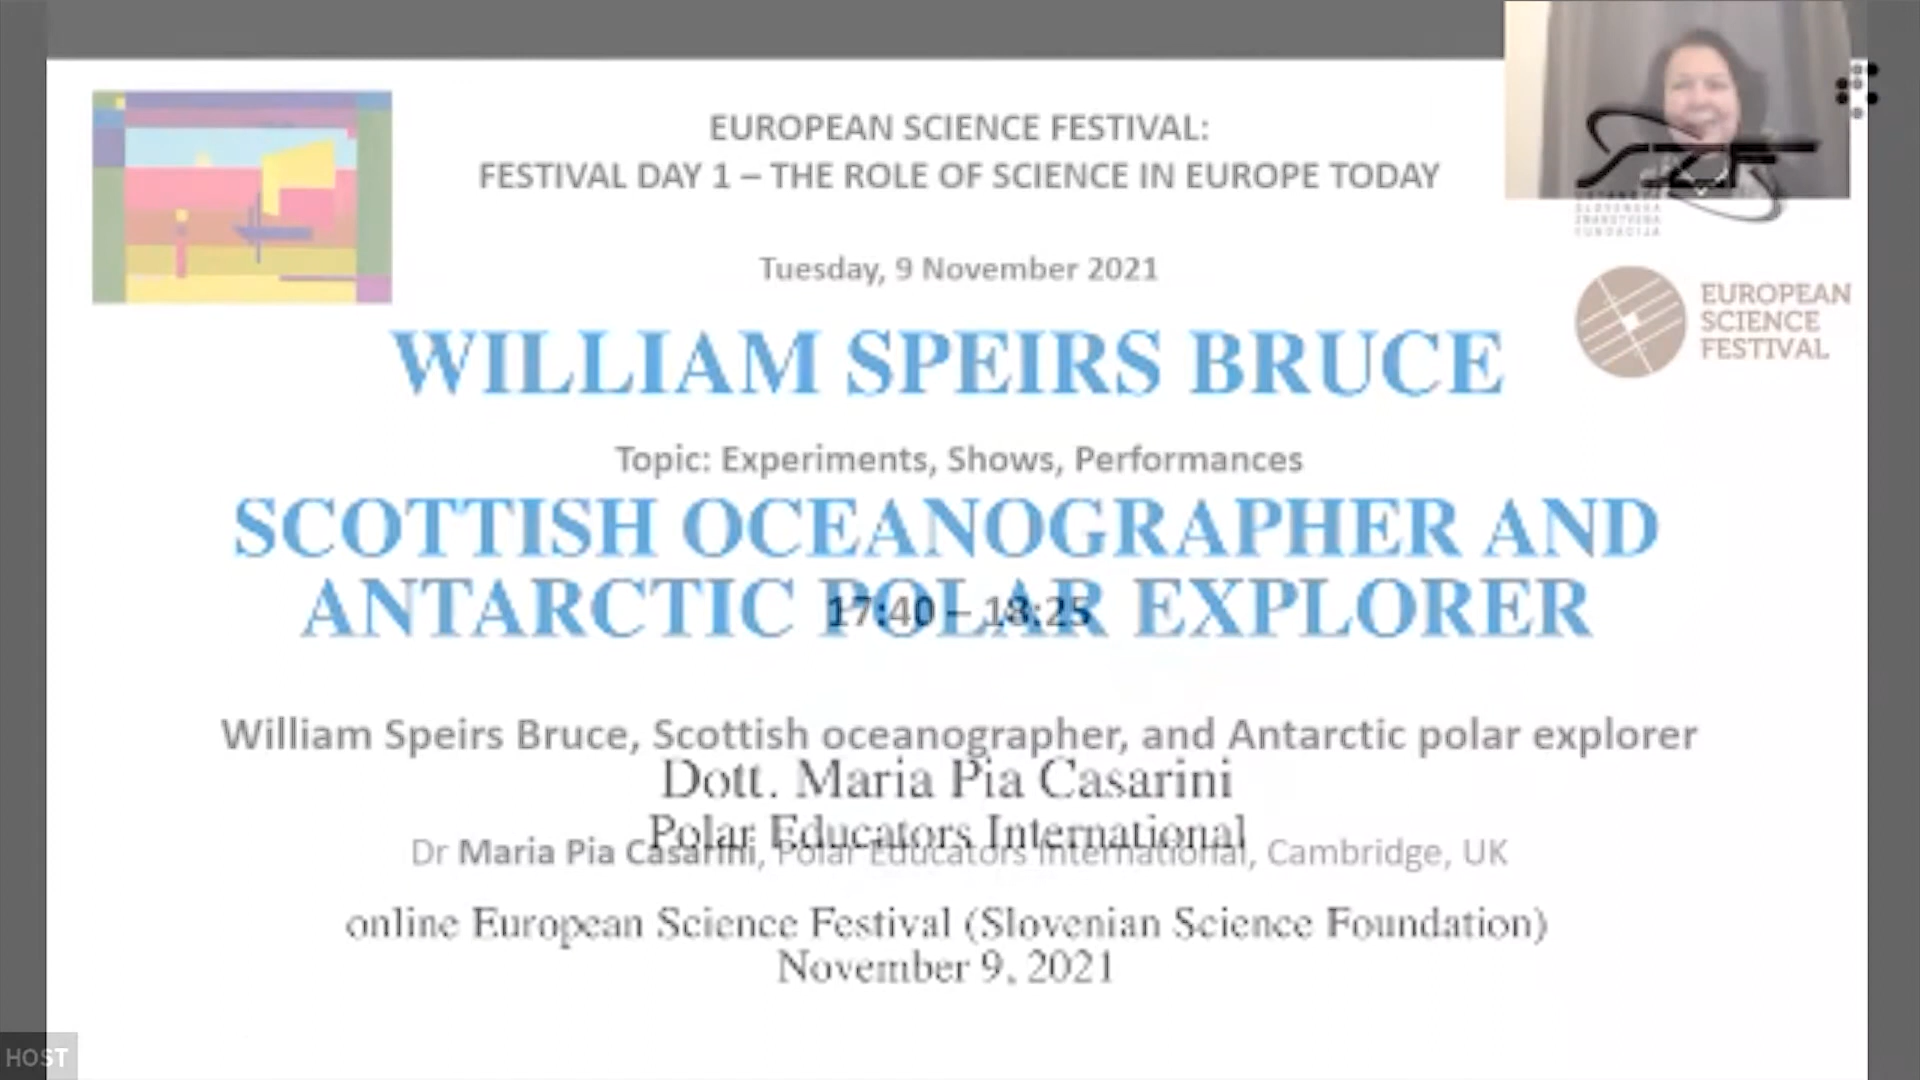 EUROPEAN SCIENCE FESTIVAL:
FESTIVAL DAY 1 – THE ROLE OF SCIENCE IN EUROPE TODAY
Tuesday, 9 November 2021
SLOVENSKA
ZNANSTVENA
FUNDACIJA
EUROPEAN
SCIENCE
FESTIVAL
WILLIAM SPEIRS BRUCE
Topic: Experiments, Shows, Performances
SCOTTISH OCEANOGRAPHER AND
ANTARCTIC POLAR EXPLORER
17:40 – 18:25
William Speirs Bruce, Scottish oceanographer, and Antarctic polar explorer
Dott. Maria Pia Casarini
Polar Educators International
Dr Maria Pia Casarini, Polar Educators International, Cambridge, UK
online European Science Festival (Slovenian Science Foundation)
November 9, 2021
HOST